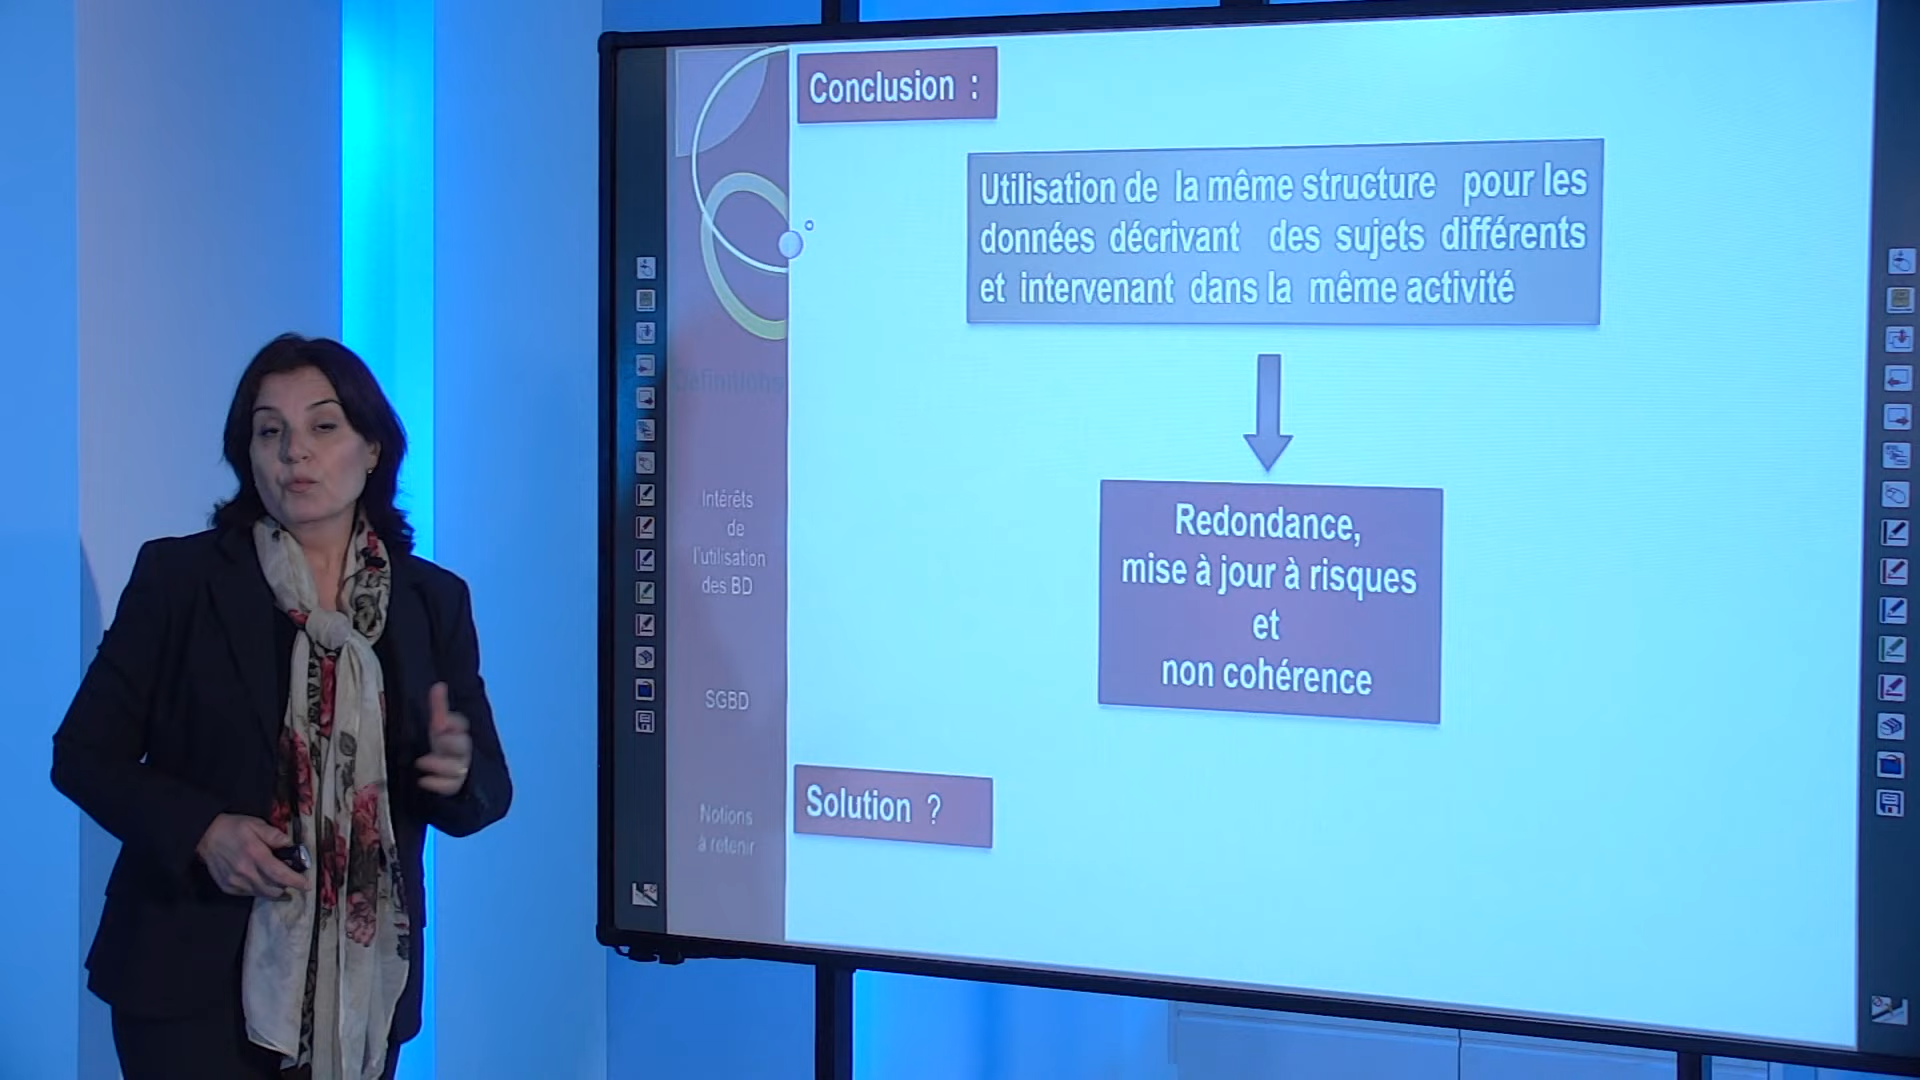 Conclusion :
Utilisation de la même structure pour les
données décrivant des sujets différents
et intervenant dans la même activité
Redondance,
mise à jour à risques
et
non cohérence
Solution ?
Définitions
Intérêts
de
l'utilisation
des BD
SGBD
Notions
à retenir